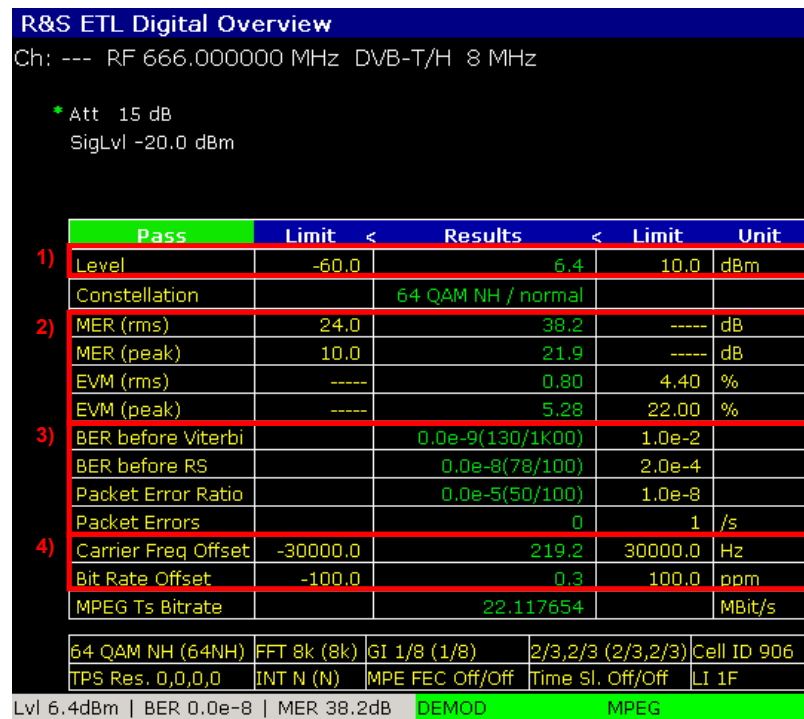 R&S ETL Digital Overview
Ch: --- RF 666.000000 MHz DVB-T/H 8 MHz
* Att 15 dB
SigLvl -20.0 dBm
Pass Limit < Results < Limit Unit
1) Level -60.0 6.4 10.0 dBm
Constellation 64 QAM NH / normal
2) MER (rms) 24.0 38.2 ----- dB
MER (peak) 10.0 21.9 ----- dB
EVM (rms) ----- 0.80 4.40 %
EVM (peak) ----- 5.28 22.00 %
3) BER before Viterbi 0.0e-9(130/1K00) 1.0e-2
BER before RS 0.0e-8(78/100) 2.0e-4
Packet Error Ratio 0.0e-5(50/100) 1.0e-8
Packet Errors 0 1 /s
4) Carrier Freq Offset -30000.0 219.2 30000.0 Hz
Bit Rate Offset -100.0 0.3 100.0 ppm
MPEG Ts Bitrate 22.117654 MBit/s
64 QAM NH (64NH) FFT 8k (8k) GI 1/8 (1/8) 2/3,2/3 (2/3,2/3) Cell ID 906
TPS Res. 0,0,0,0 INT N (N) MPE FEC Off/Off Time Sl. Off/Off LI 1F
Lvl 6.4dBm | BER 0.0e-8 | MER 38.2dB DEMOD MPEG